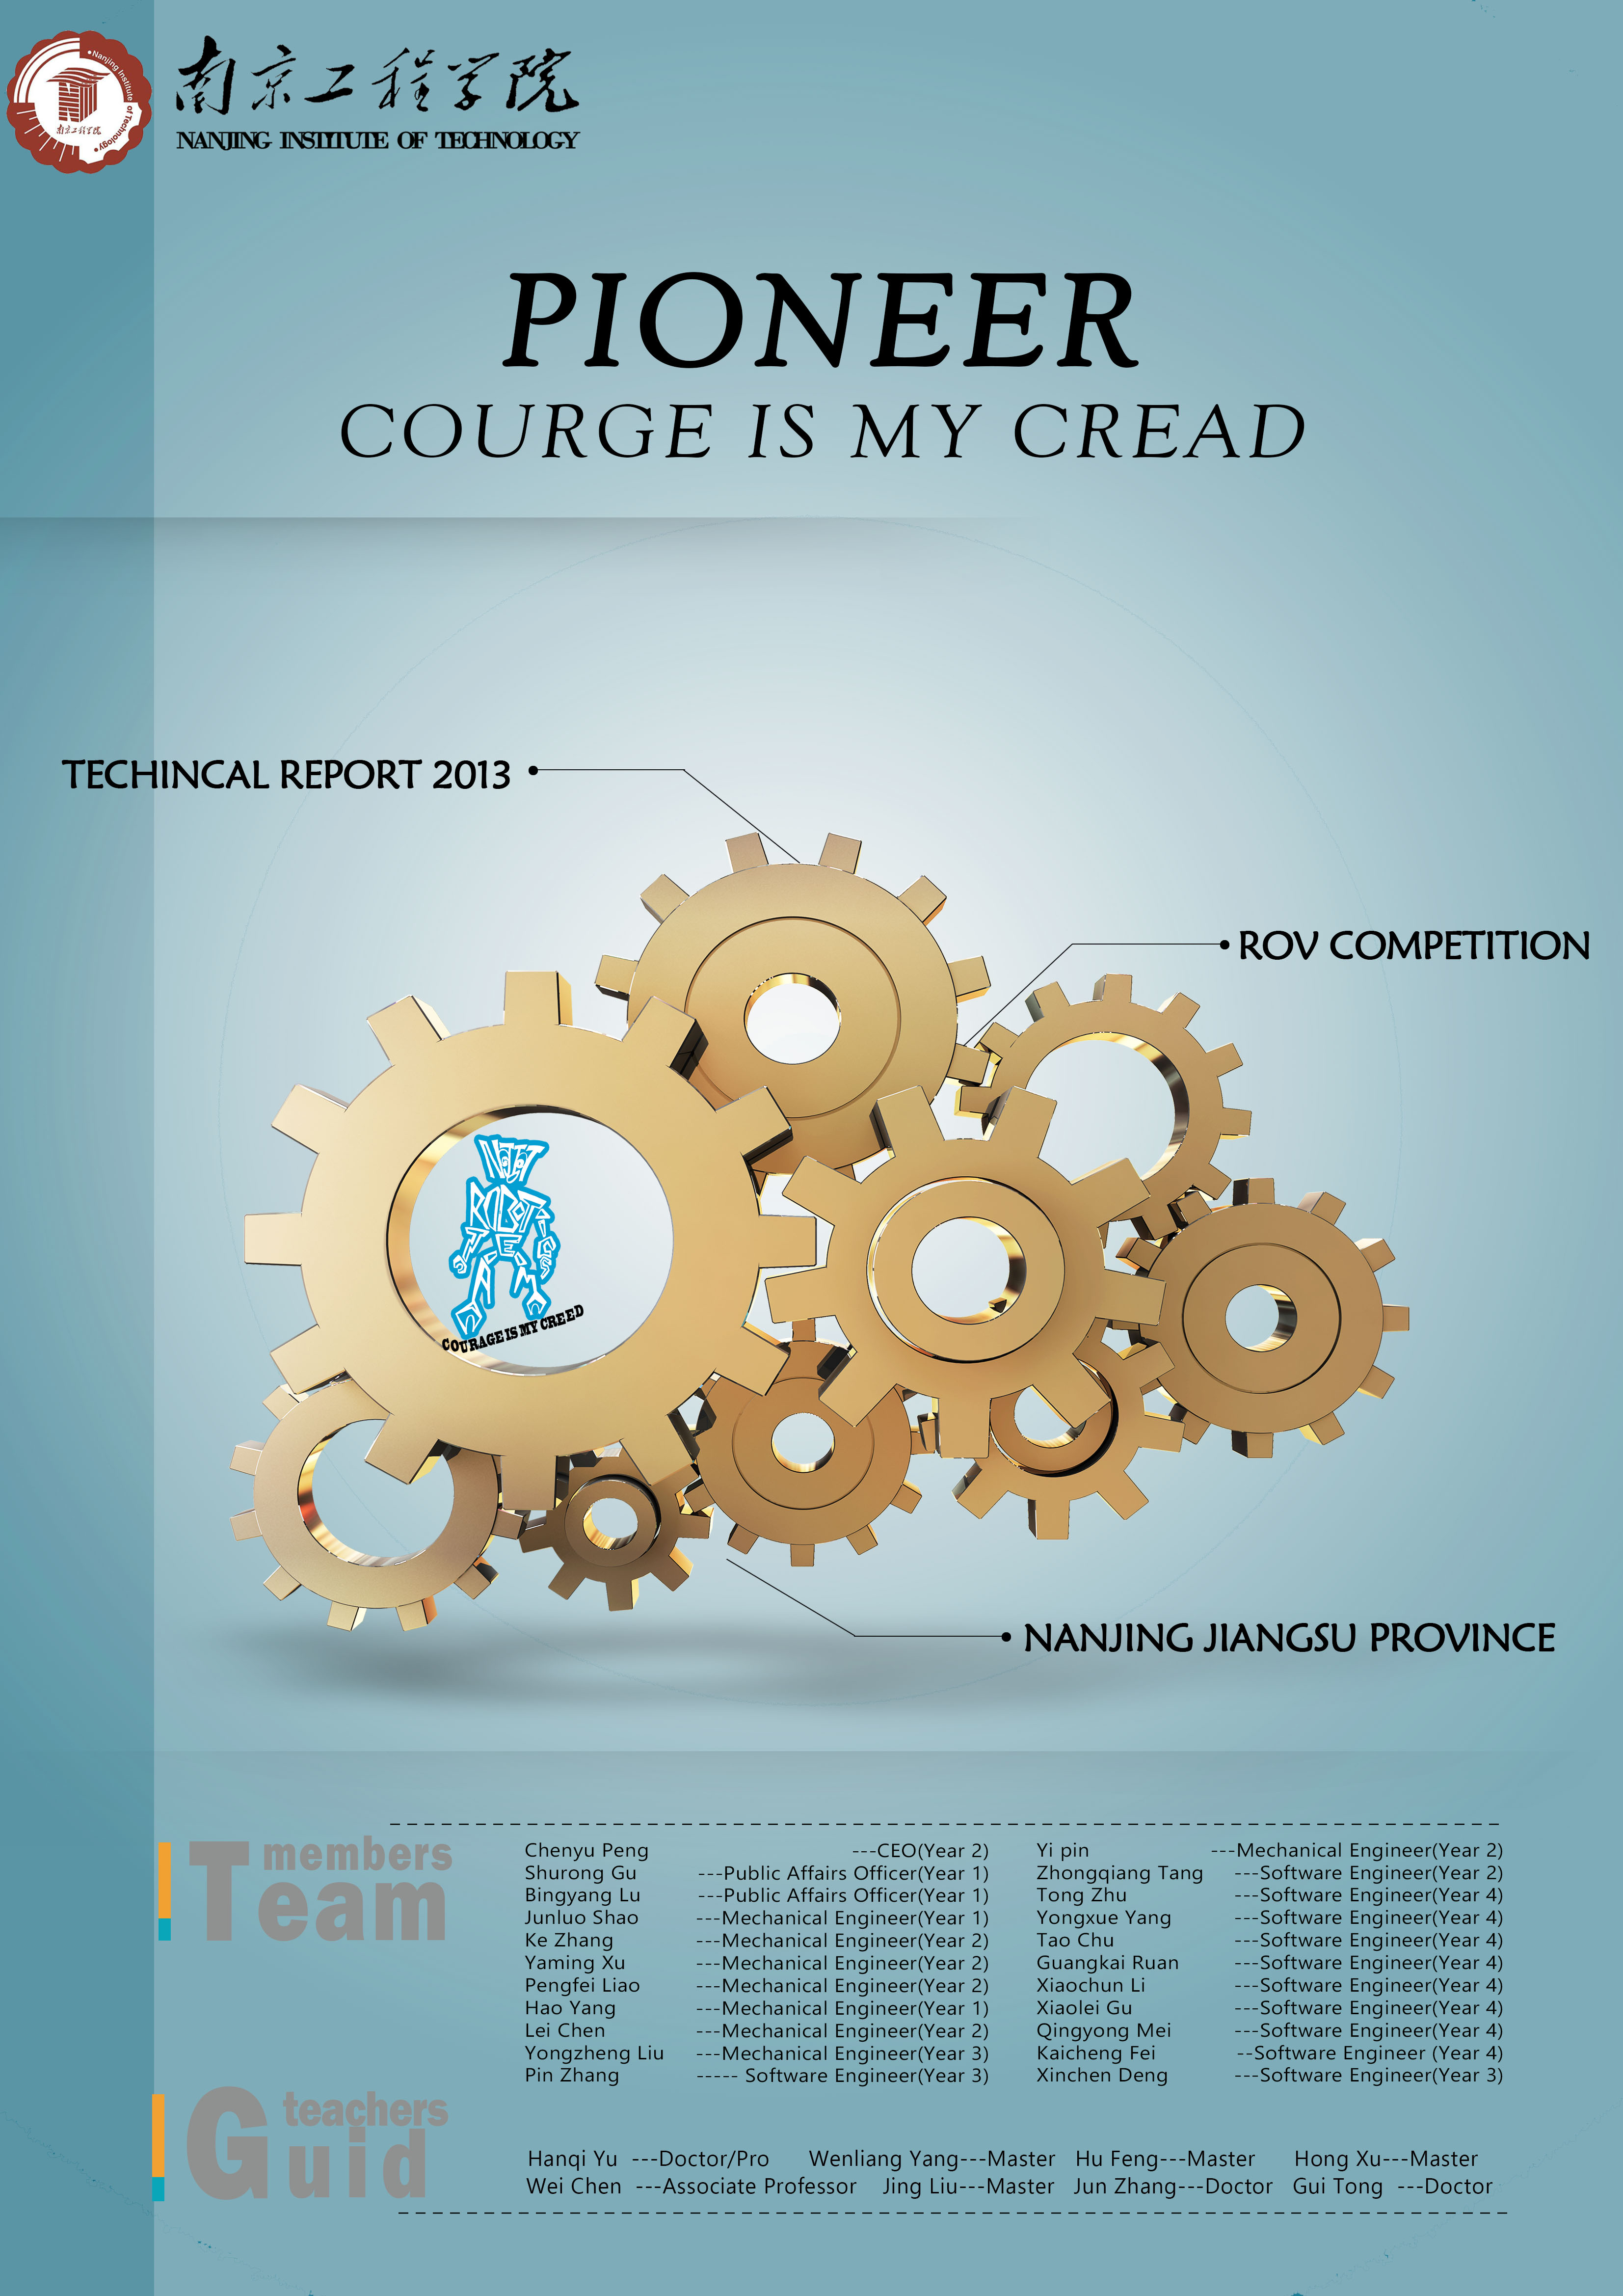 南京工程学院
NANJING INSTITUTE OF TECHNOLOGY
Nanjing Institute of Technology
南京工程学院
PIONEER
COURGE IS MY CREAD
TECHINCAL REPORT 2013
ROV COMPETITION
NJIT
ROBOTICS
TEAM
COURAGE IS MY CREED
NANJING JIANGSU PROVINCE
Team members
Chenyu Peng ---CEO(Year 2)
Shurong Gu ---Public Affairs Officer(Year 1)
Bingyang Lu ---Public Affairs Officer(Year 1)
Junluo Shao ---Mechanical Engineer(Year 1)
Ke Zhang ---Mechanical Engineer(Year 2)
Yaming Xu ---Mechanical Engineer(Year 2)
Pengfei Liao ---Mechanical Engineer(Year 2)
Hao Yang ---Mechanical Engineer(Year 1)
Lei Chen ---Mechanical Engineer(Year 2)
Yongzheng Liu ---Mechanical Engineer(Year 3)
Pin Zhang ----- Software Engineer(Year 3)
Yi pin ---Mechanical Engineer(Year 2)
Zhongqiang Tang ---Software Engineer(Year 2)
Tong Zhu ---Software Engineer(Year 4)
Yongxue Yang ---Software Engineer(Year 4)
Tao Chu ---Software Engineer(Year 4)
Guangkai Ruan ---Software Engineer(Year 4)
Xiaochun Li ---Software Engineer(Year 4)
Xiaolei Gu ---Software Engineer(Year 4)
Qingyong Mei ---Software Engineer(Year 4)
Kaicheng Fei --Software Engineer (Year 4)
Xinchen Deng ---Software Engineer(Year 3)
Guid teachers
Hanqi Yu ---Doctor/Pro Wenliang Yang---Master Hu Feng---Master Hong Xu---Master
Wei Chen ---Associate Professor Jing Liu---Master Jun Zhang---Doctor Gui Tong ---Doctor